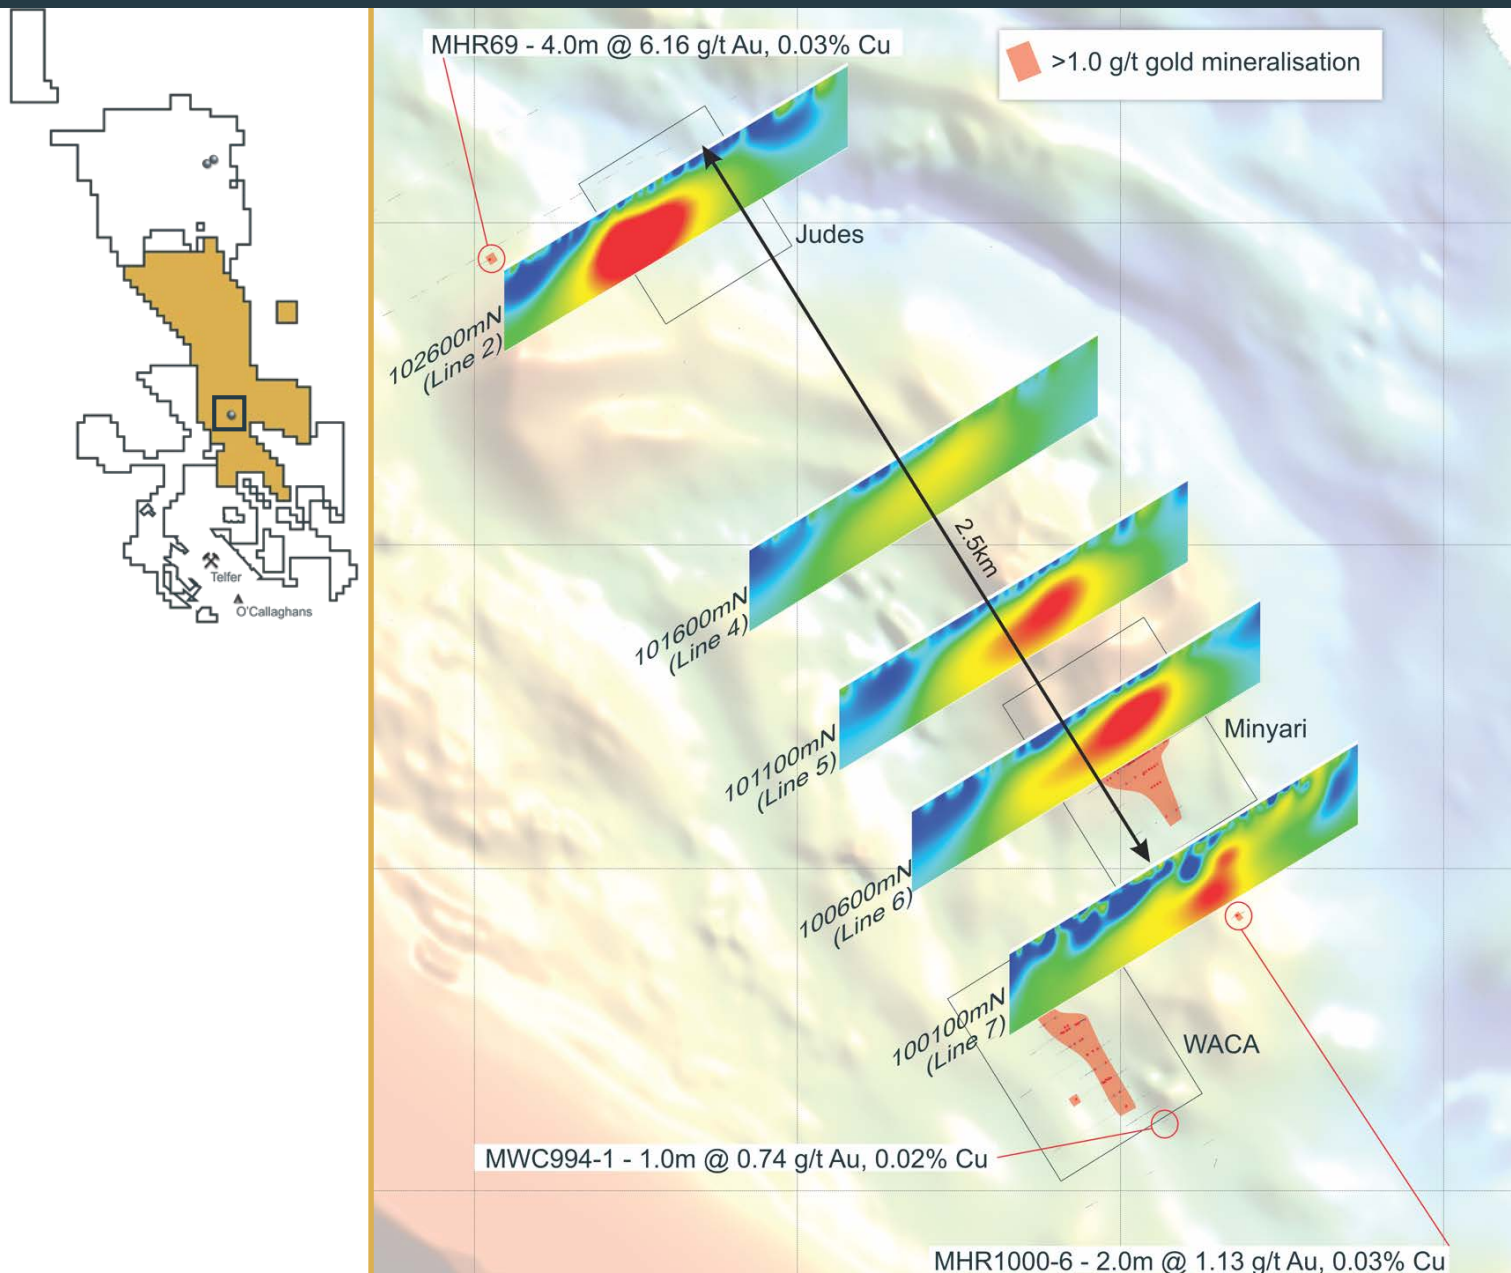 MHR69 - 4.0m @ 6.16 g/t Au, 0.03% Cu
>1.0 g/t gold mineralisation
Judes
102600mN
(Line 2)
2.5km
101600mN
(Line 4)
Telfer
O'Callaghans
101100mN
(Line 5)
Minyari
100600mN
(Line 6)
100100mN
(Line 7)
WACA
MWC994-1 - 1.0m @ 0.74 g/t Au, 0.02% Cu
MHR1000-6 - 2.0m @ 1.13 g/t Au, 0.03% Cu